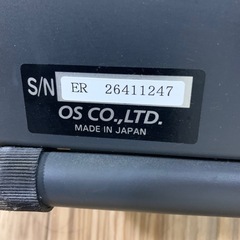 S/N ER 26411247
OS CO.,LTD.
MADE IN JAPAN